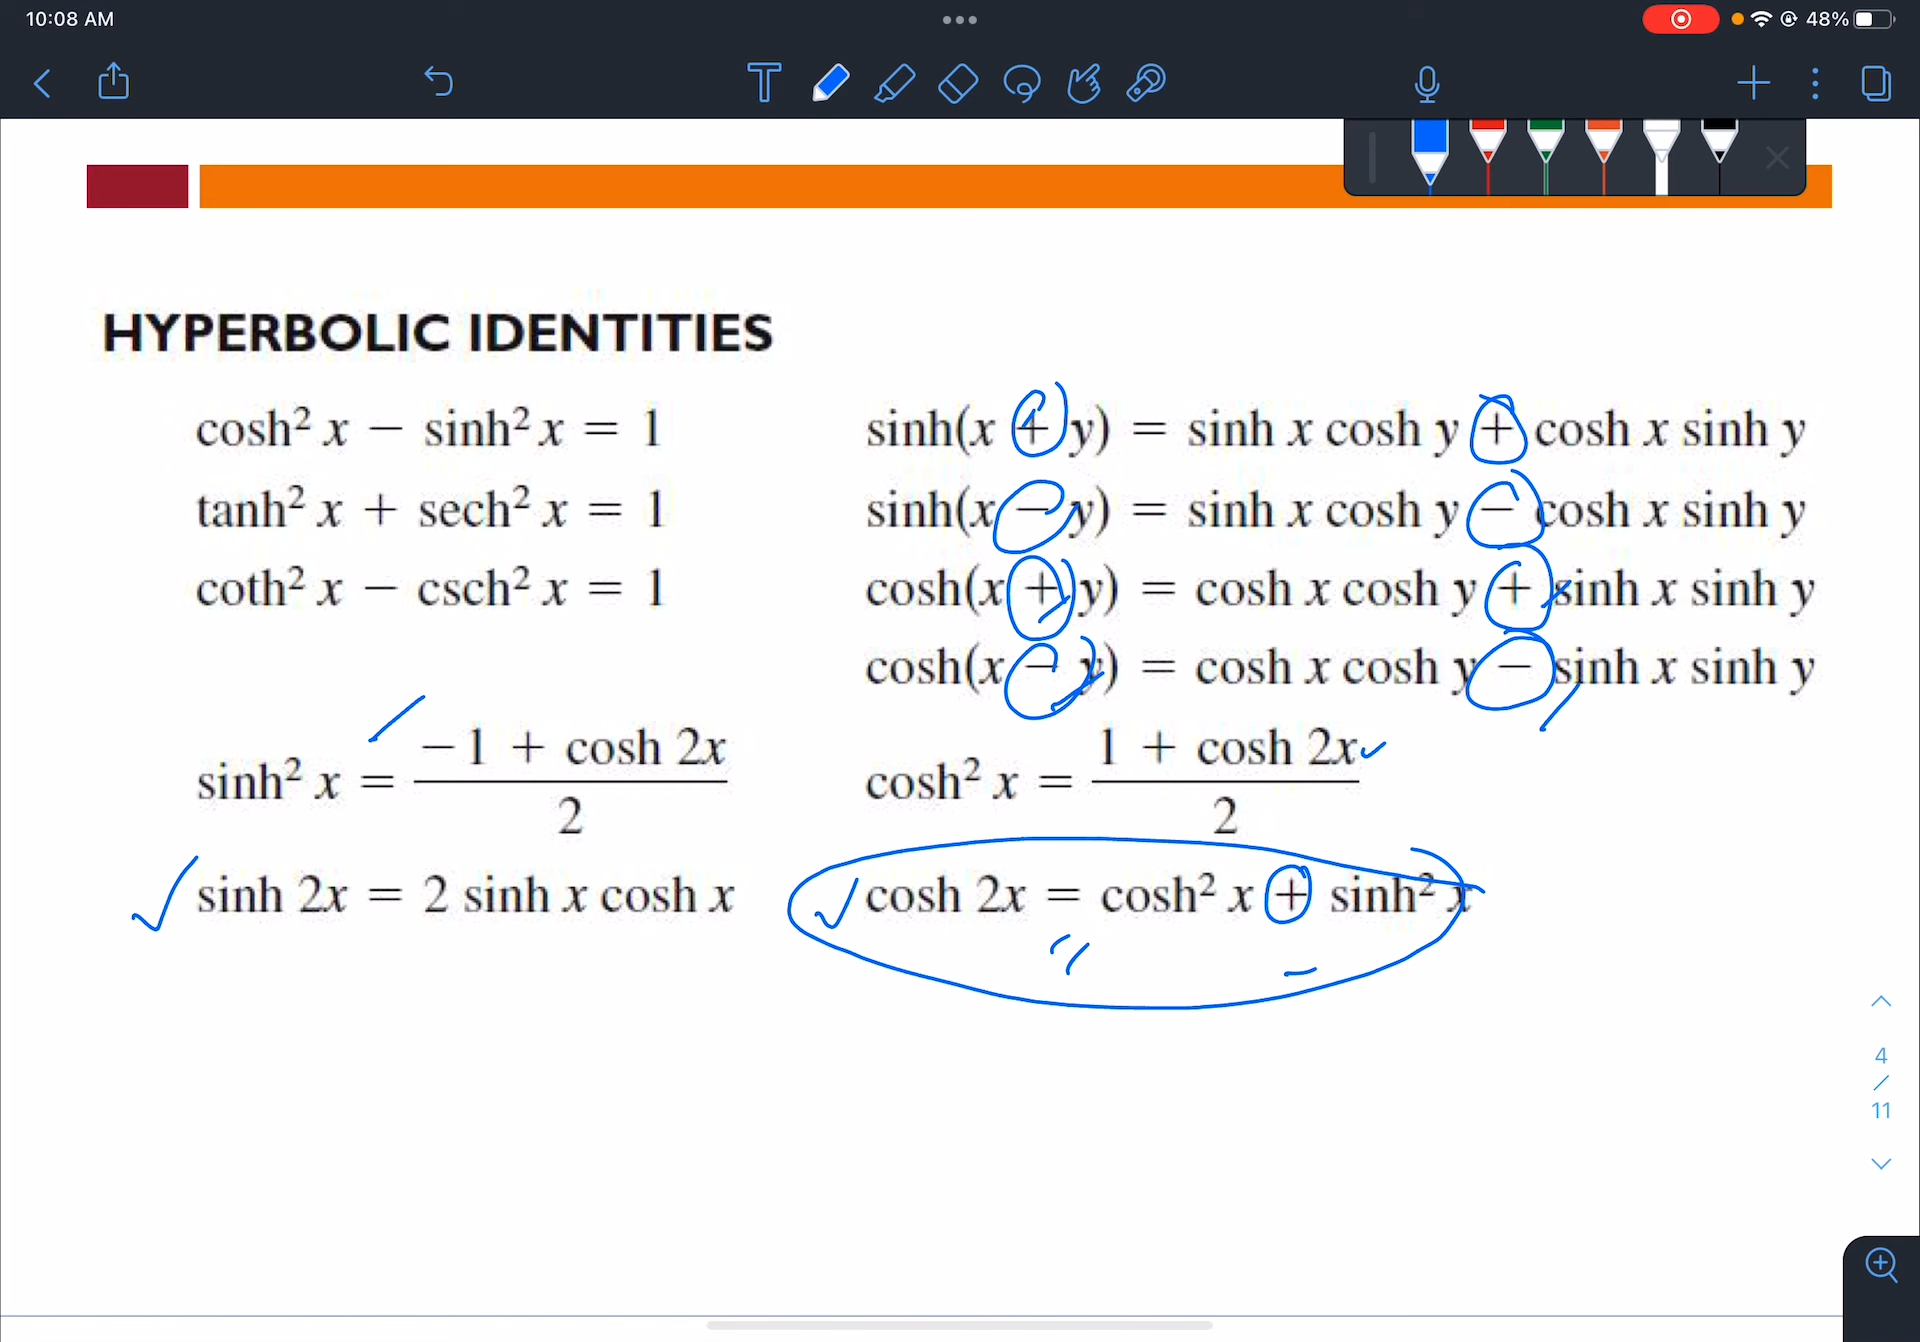 10:08 AM
48%
HYPERBOLIC IDENTITIES
cosh² x − sinh² x = 1
tanh² x + sech² x = 1
coth² x − csch² x = 1
sinh(x + y) = sinh x cosh y + cosh x sinh y
sinh(x − y) = sinh x cosh y − cosh x sinh y
cosh(x + y) = cosh x cosh y + sinh x sinh y
cosh(x − y) = cosh x cosh y − sinh x sinh y
sinh² x = (−1 + cosh 2x) / 2
cosh² x = (1 + cosh 2x) / 2
sinh 2x = 2 sinh x cosh x
cosh 2x = cosh² x + sinh² x
4
/
11